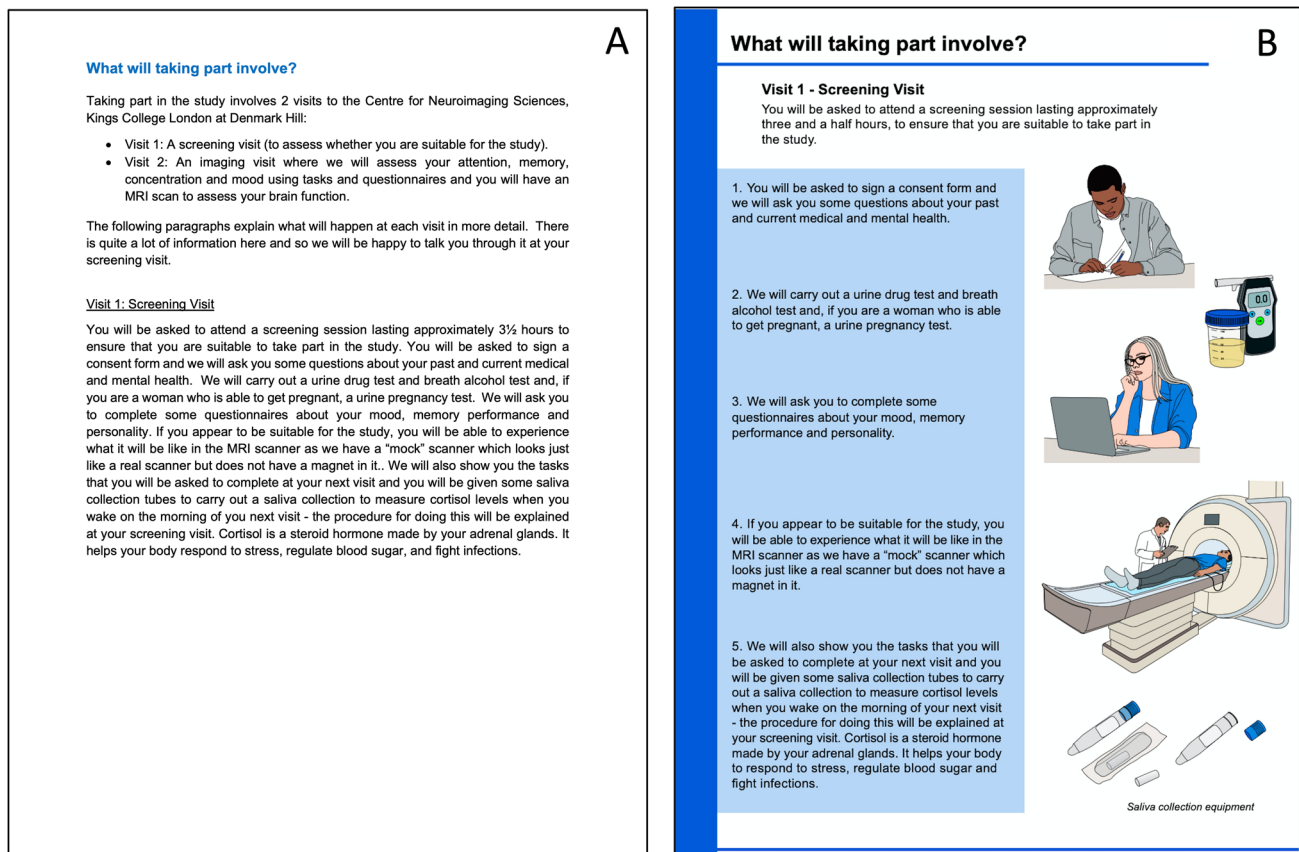 A
What will taking part involve?
Taking part in the study involves 2 visits to the Centre for Neuroimaging Sciences,
Kings College London at Denmark Hill:
• Visit 1: A screening visit (to assess whether you are suitable for the study).
• Visit 2: An imaging visit where we will assess your attention, memory,
concentration and mood using tasks and questionnaires and you will have an
MRI scan to assess your brain function.
The following paragraphs explain what will happen at each visit in more detail. There
is quite a lot of information here and so we will be happy to talk you through it at your
screening visit.
Visit 1: Screening Visit
You will be asked to attend a screening session lasting approximately 3½ hours to
ensure that you are suitable to take part in the study. You will be asked to sign a
consent form and we will ask you some questions about your past and current medical
and mental health. We will carry out a urine drug test and breath alcohol test and, if
you are a woman who is able to get pregnant, a urine pregnancy test. We will ask you
to complete some questionnaires about your mood, memory performance and
personality. If you appear to be suitable for the study, you will be able to experience
what it will be like in the MRI scanner as we have a “mock” scanner which looks just
like a real scanner but does not have a magnet in it.. We will also show you the tasks
that you will be asked to complete at your next visit and you will be given some saliva
collection tubes to carry out a saliva collection to measure cortisol levels when you
wake on the morning of you next visit - the procedure for doing this will be explained
at your screening visit. Cortisol is a steroid hormone made by your adrenal glands. It
helps your body respond to stress, regulate blood sugar, and fight infections.
B
What will taking part involve?
Visit 1 - Screening Visit
You will be asked to attend a screening session lasting approximately
three and a half hours, to ensure that you are suitable to take part in
the study.
1. You will be asked to sign a consent form and
we will ask you some questions about your past
and current medical and mental health.
2. We will carry out a urine drug test and breath
alcohol test and, if you are a woman who is able
to get pregnant, a urine pregnancy test.
0.0
3. We will ask you to complete some
questionnaires about your mood, memory
performance and personality.
4. If you appear to be suitable for the study, you
will be able to experience what it will be like in the
MRI scanner as we have a “mock” scanner which
looks just like a real scanner but does not have a
magnet in it.
5. We will also show you the tasks that you will
be asked to complete at your next visit and you
will be given some saliva collection tubes to carry
out a saliva collection to measure cortisol levels
when you wake on the morning of your next visit
- the procedure for doing this will be explained at
your screening visit. Cortisol is a steroid hormone
made by your adrenal glands. It helps your body
to respond to stress, regulate blood sugar and
fight infections.
Saliva collection equipment